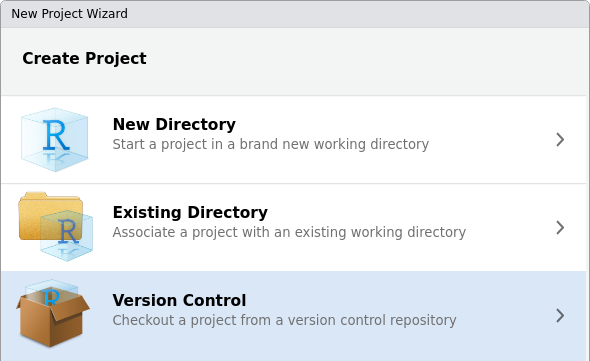 New Project Wizard
Create Project
New Directory
Start a project in a brand new working directory
Existing Directory
Associate a project with an existing working directory
Version Control
Checkout a project from a version control repository